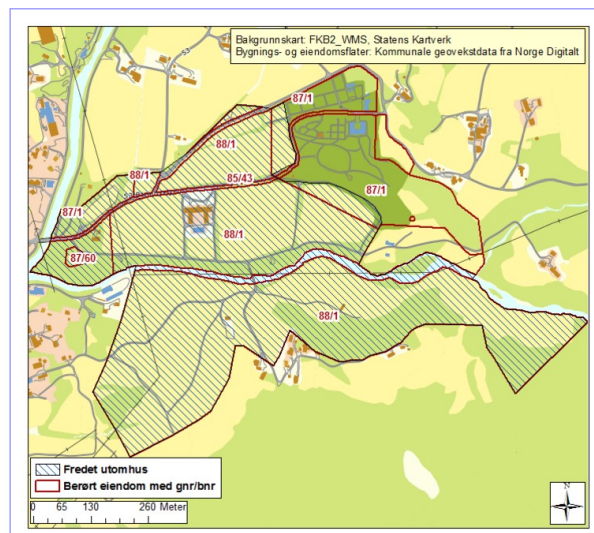 Bakgrunnskart: FKB2_WMS, Statens Kartverk
Bygnings- og eiendomsflater: Kommunale geovekstdata fra Norge Digitalt
87/1
88/1
88/1
85/43
87/1
87/1
88/1
87/60
88/1
Fredet utomhus
Berørt eiendom med gnr/bnr
0 65 130 260 Meter
N